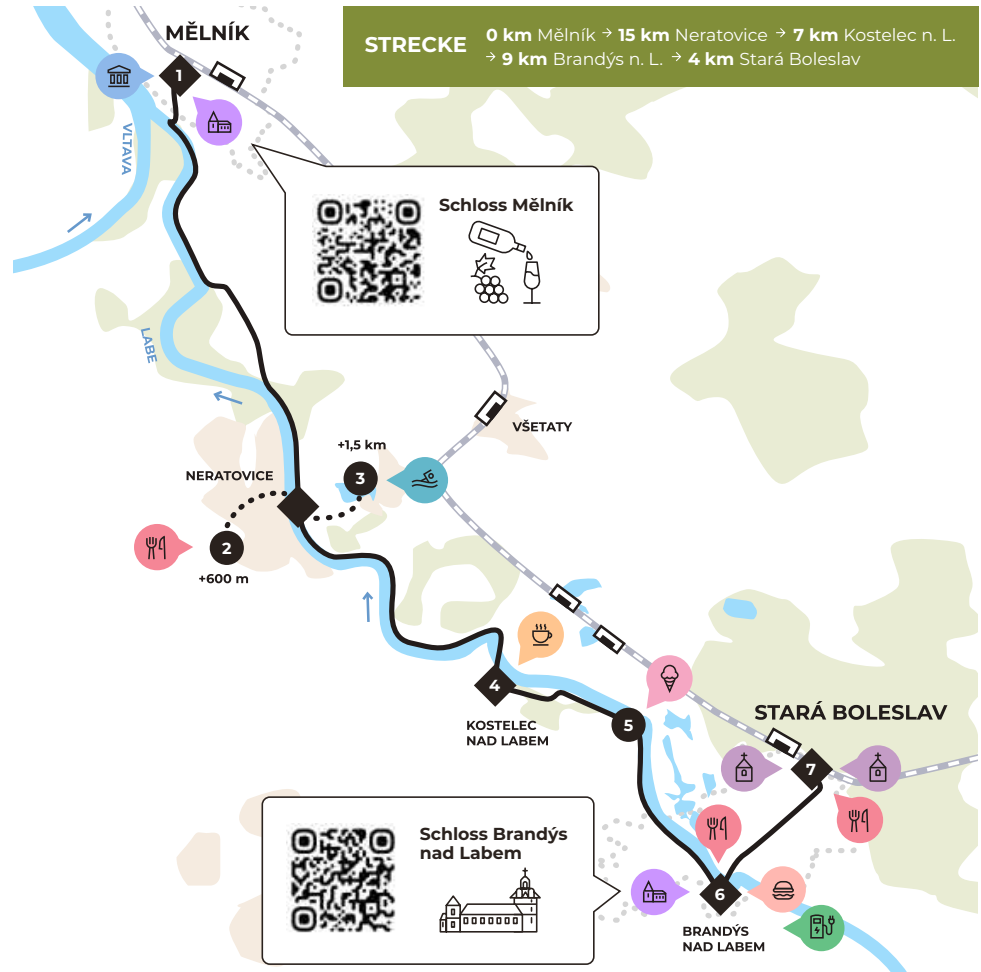 STRECKE
0 km Mělník → 15 km Neratovice → 7 km Kostelec n. L.
→ 9 km Brandýs n. L. → 4 km Stará Boleslav
MĚLNÍK
1
VLTAVA
Schloss Mělník
LABE
VŠETATY
+1,5 km
NERATOVICE
3
2
+600 m
4
KOSTELEC
NAD LABEM
5
STARÁ BOLESLAV
7
Schloss Brandýs
nad Labem
6
BRANDÝS
NAD LABEM